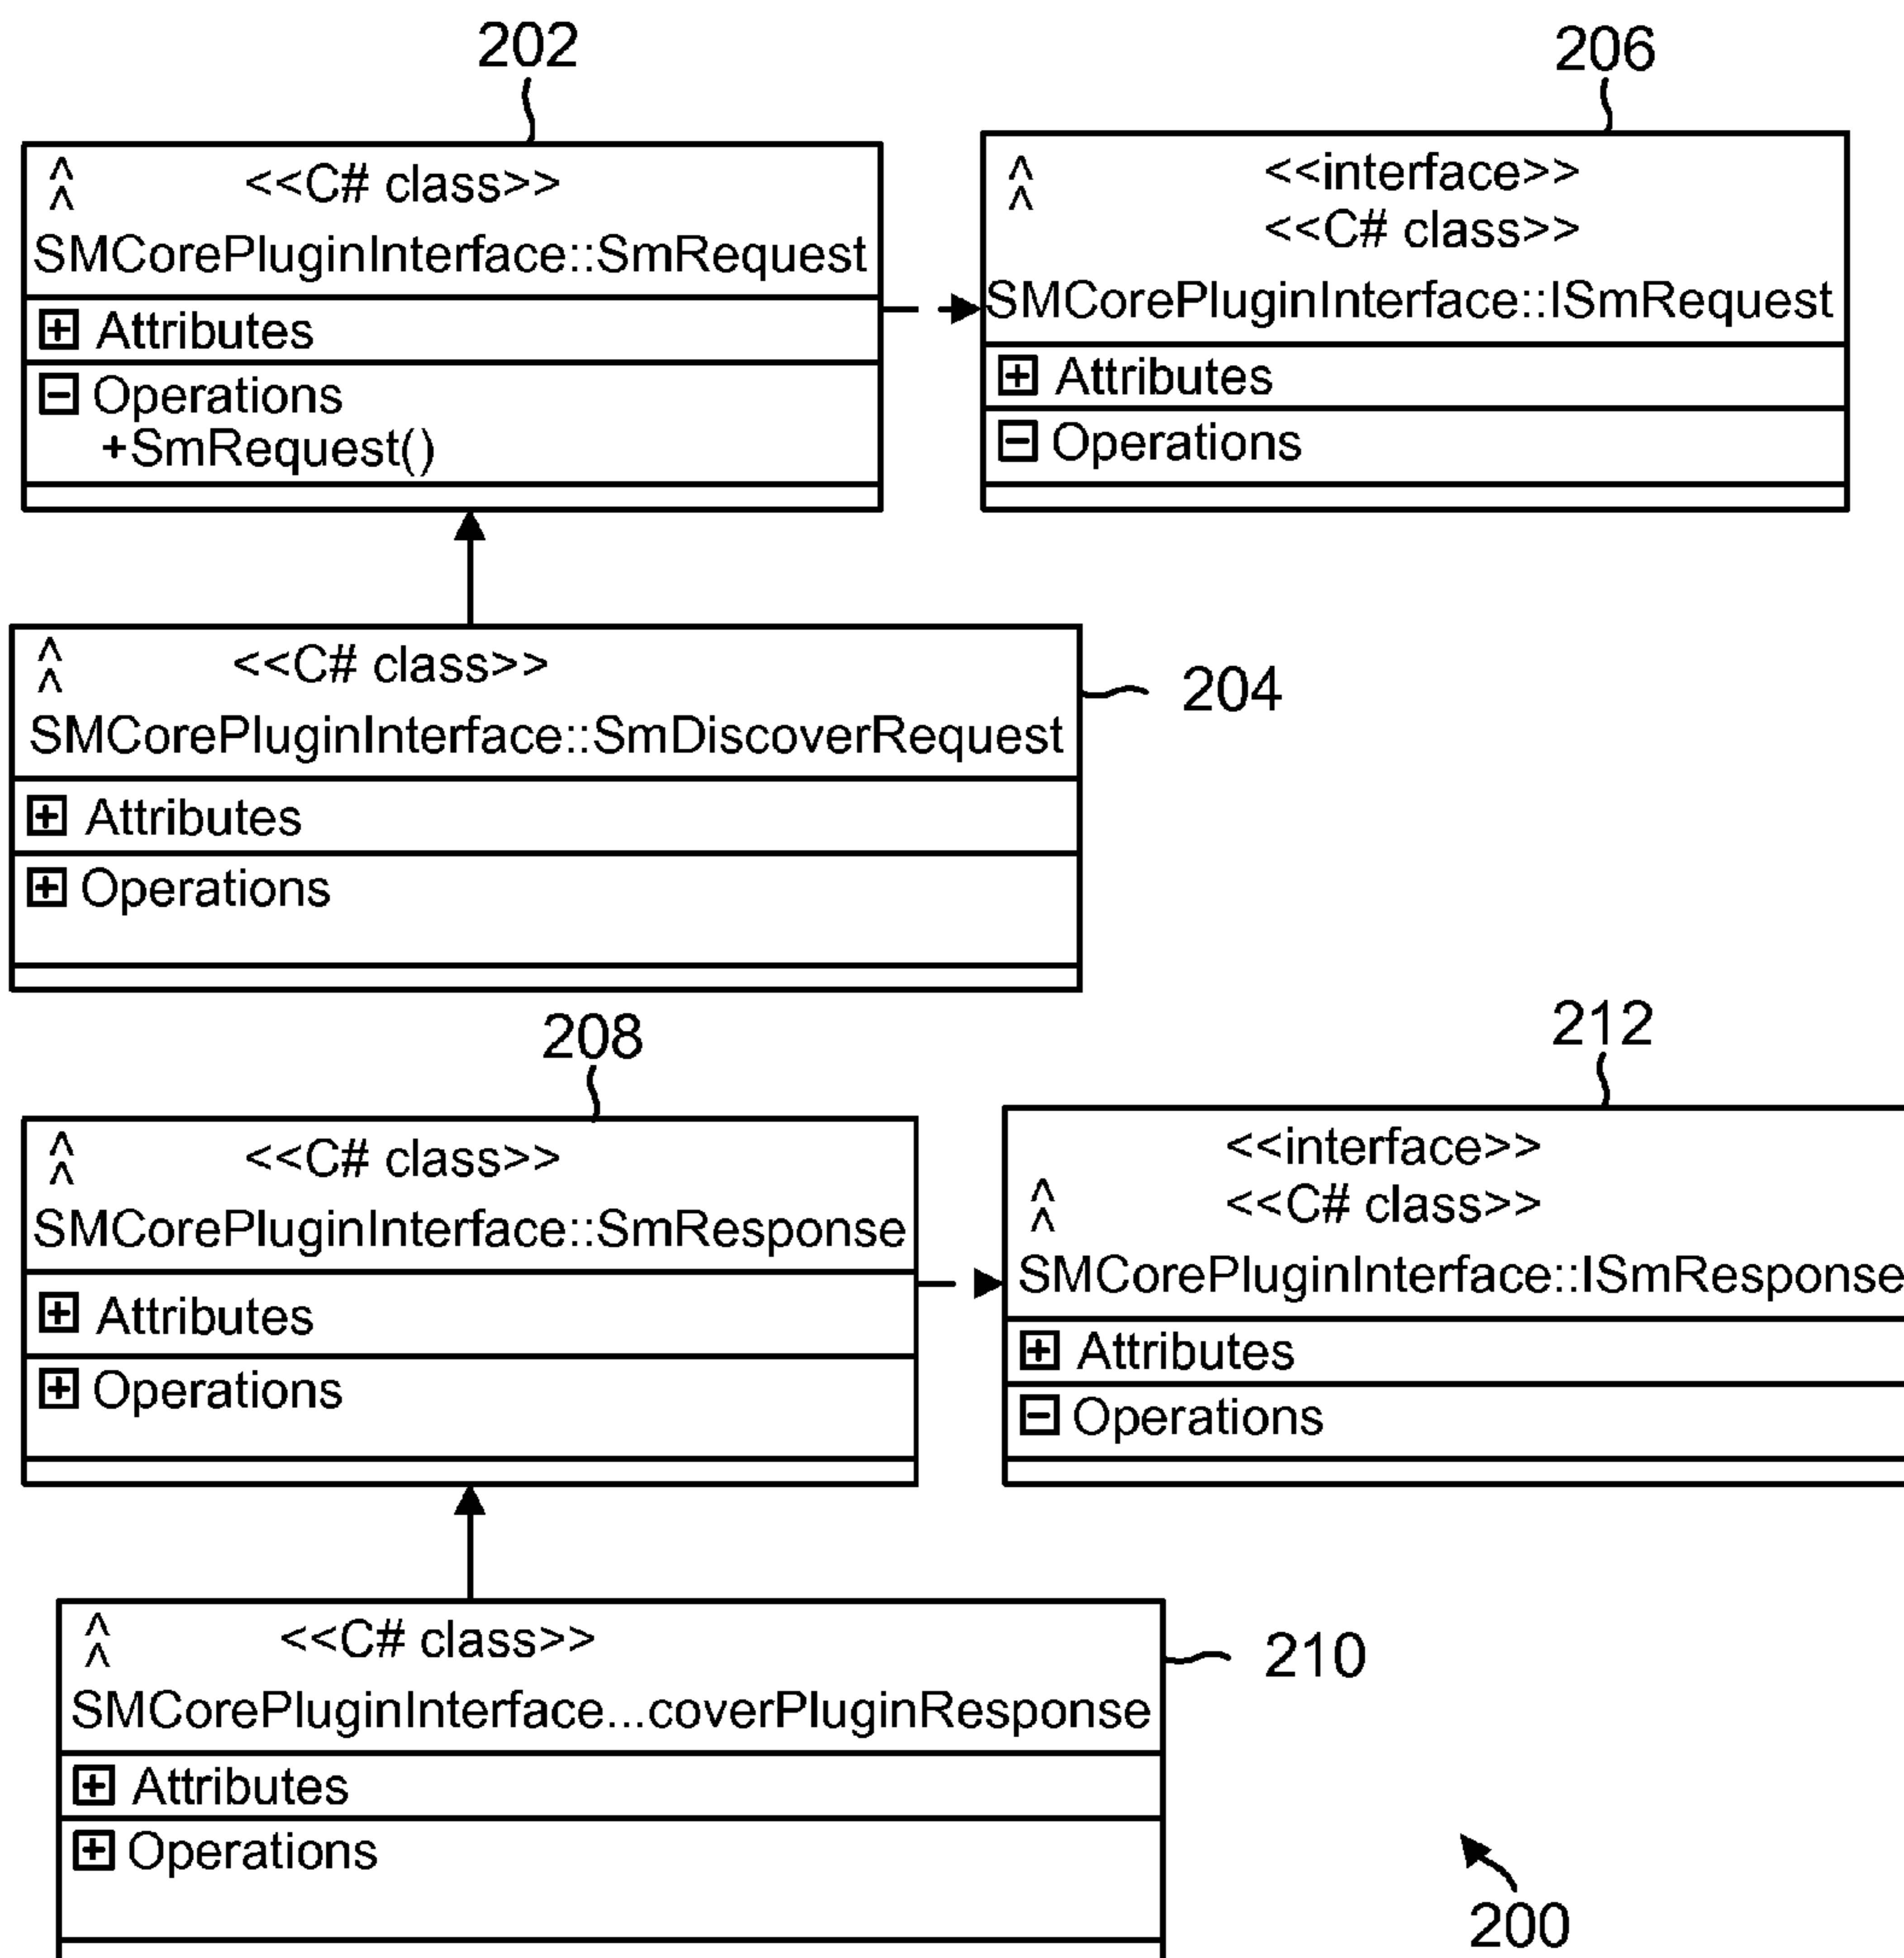 202
<<C# class>>
SMCorePluginInterface::SmRequest
+ Attributes
- Operations
+SmRequest()
206
<<interface>>
<<C# class>>
SMCorePluginInterface::ISmRequest
+ Attributes
- Operations
<<C# class>>
SMCorePluginInterface::SmDiscoverRequest
+ Attributes
+ Operations
204
208
<<C# class>>
SMCorePluginInterface::SmResponse
+ Attributes
+ Operations
212
<<interface>>
<<C# class>>
SMCorePluginInterface::ISmResponse
+ Attributes
- Operations
<<C# class>>
SMCorePluginInterface...coverPluginResponse
+ Attributes
+ Operations
210
200